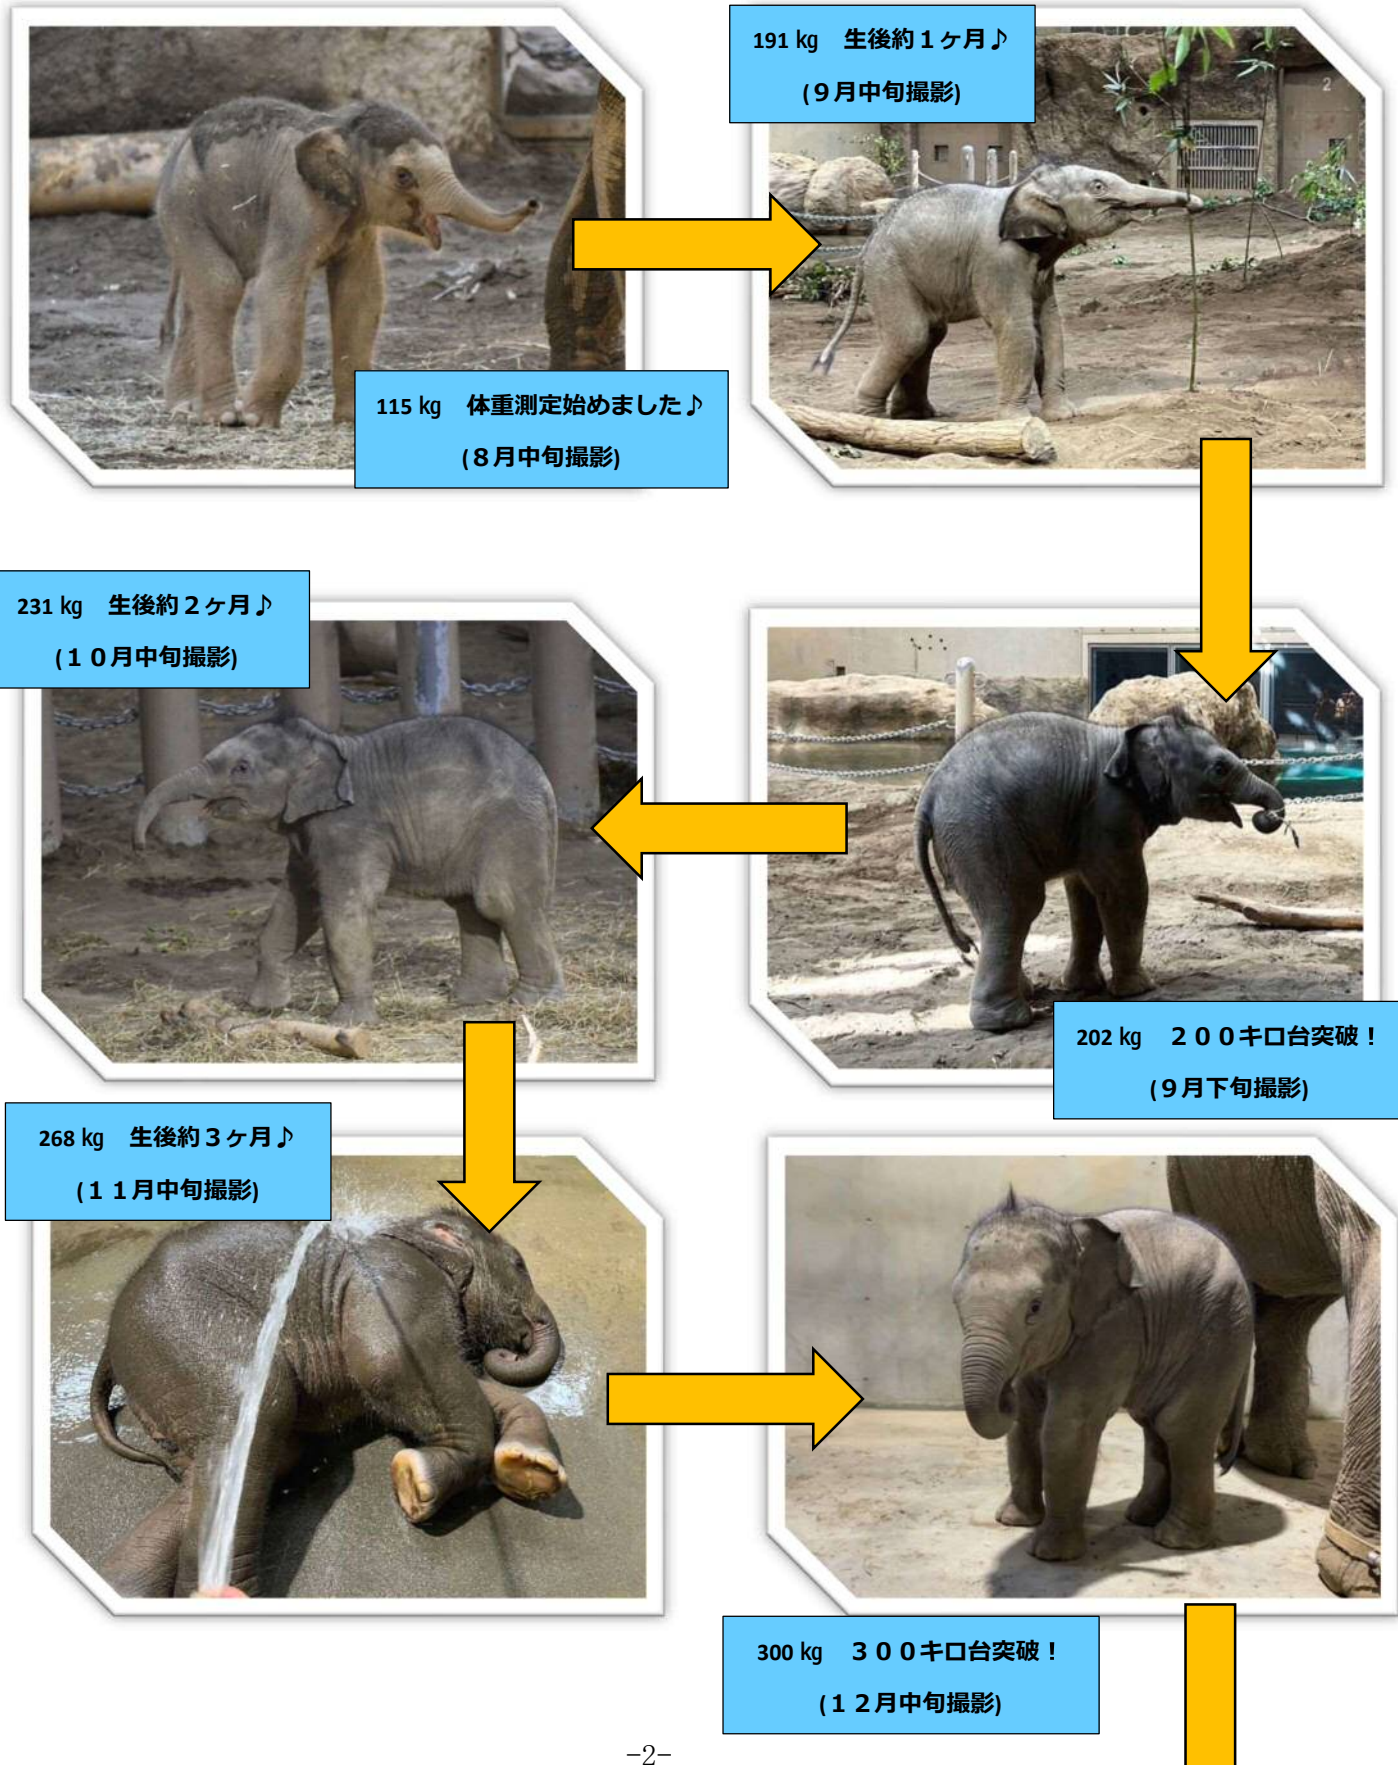 115 ㎏　体重測定始めました♪
(８月中旬撮影)
191 ㎏　生後約１ヶ月♪
(９月中旬撮影)
2
202 ㎏　２００キロ台突破！
(９月下旬撮影)
231 ㎏　生後約２ヶ月♪
(１０月中旬撮影)
268 ㎏　生後約３ヶ月♪
(１１月中旬撮影)
300 ㎏　３００キロ台突破！
(１２月中旬撮影)
-2-